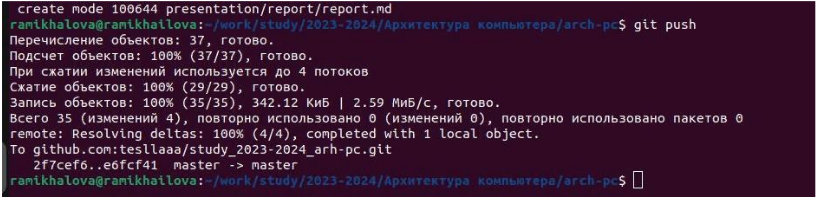 create mode 100644 presentation/report/report.md
ramikhalova@ramikhailova:~/work/study/2023-2024/Архитектура компьютера/arch-pc$ git push
Перечисление объектов: 37, готово.
Подсчет объектов: 100% (37/37), готово.
При сжатии изменений используется до 4 потоков
Сжатие объектов: 100% (29/29), готово.
Запись объектов: 100% (35/35), 342.12 КиБ | 2.59 МиБ/с, готово.
Всего 35 (изменений 4), повторно использовано 0 (изменений 0), повторно использовано пакетов 0
remote: Resolving deltas: 100% (4/4), completed with 1 local object.
To github.com:tesllaaa/study_2023-2024_arh-pc.git
2f7cef6..e6fcf41 master -> master
ramikhalova@ramikhailova:~/work/study/2023-2024/Архитектура компьютера/arch-pc$